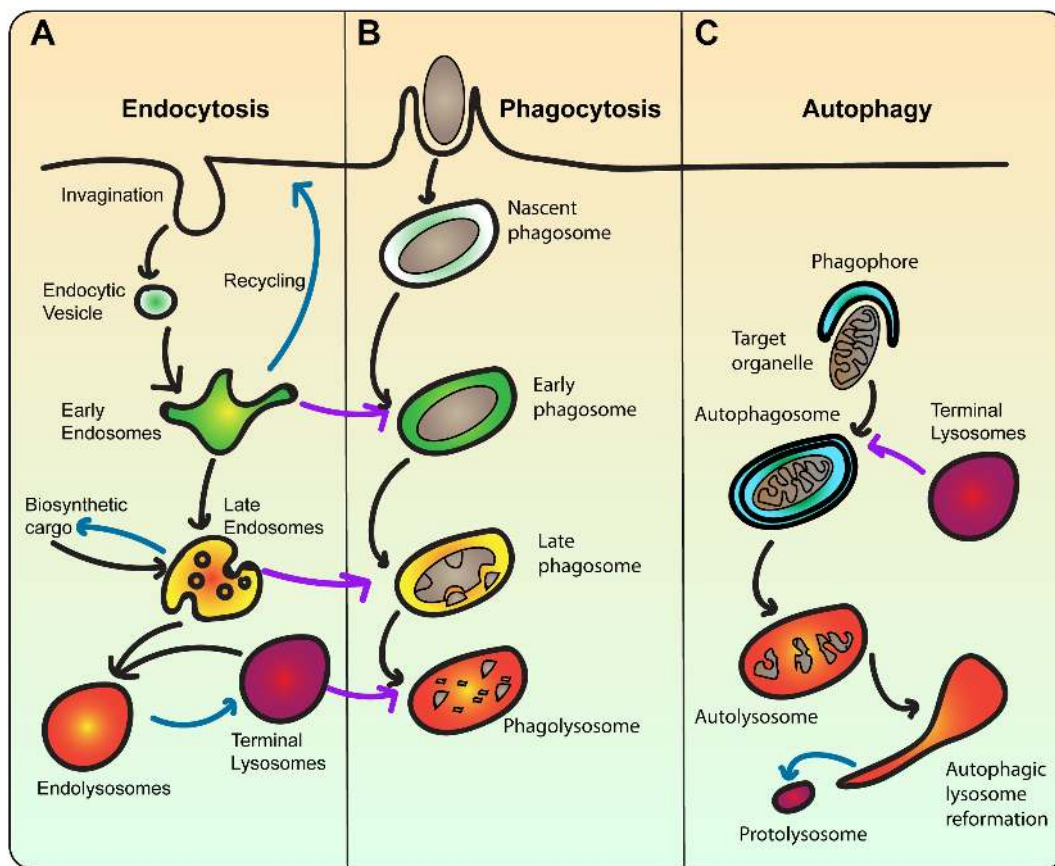 A
Endocytosis
Invagination
Endocytic
Vesicle
Recycling
Early
Endosomes
Biosynthetic
cargo
Late
Endosomes
Terminal
Lysosomes
Endolysosomes
B
Phagocytosis
Nascent
phagosome
Early
phagosome
Late
phagosome
Phagolysosome
C
Autophagy
Phagophore
Target
organelle
Autophagosome
Terminal
Lysosomes
Autolysosome
Autophagic
lysosome
reformation
Protolysosome